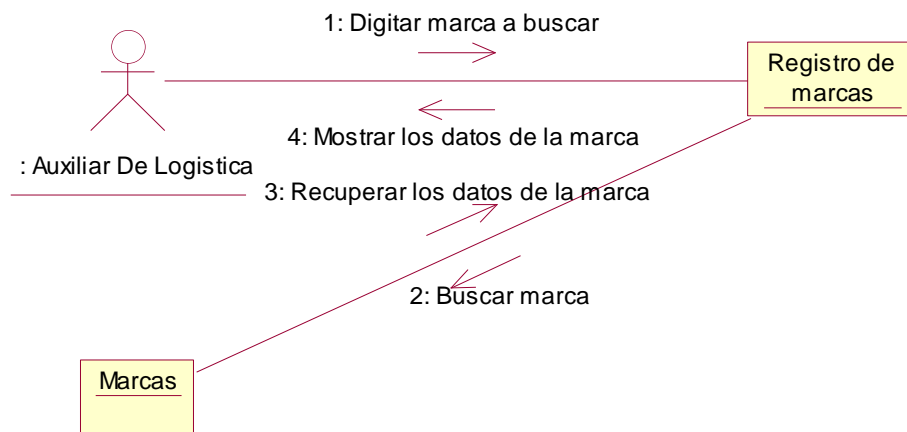 1: Digitar marca a buscar
Registro de
marcas
4: Mostrar los datos de la marca
: Auxiliar De Logistica
3: Recuperar los datos de la marca
2: Buscar marca
Marcas